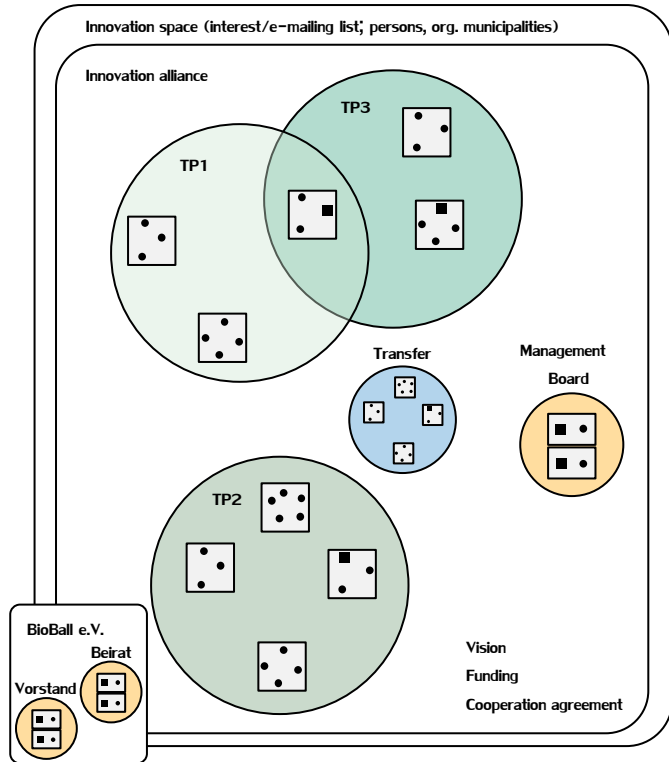 Innovation space (interest/e-mailing list; persons, org. municipalities)
Innovation alliance
TP3
TP1
Transfer
Management
Board
TP2
BioBall e.V.
Beirat
Vorstand
Vision
Funding
Cooperation agreement